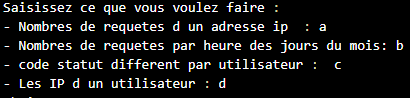 Saisissez ce que vous voulez faire :
- Nombres de requetes d un adresse ip  : a
- Nombres de requetes par heure des jours du mois: b
- code statut different par utilisateur :  c
- Les IP d un utilisateur : d